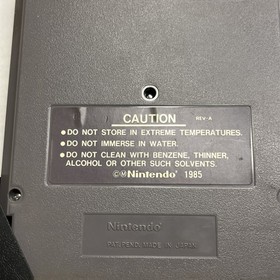 CAUTION REV-A
•DO NOT STORE IN EXTREME TEMPERATURES.
•DO NOT IMMERSE IN WATER.
•DO NOT CLEAN WITH BENZENE, THINNER,
ALCOHOL OR OTHER SUCH SOLVENTS.
©ⓂNintendo® 1985
Nintendo®
PAT. PEND. MADE IN JAPAN